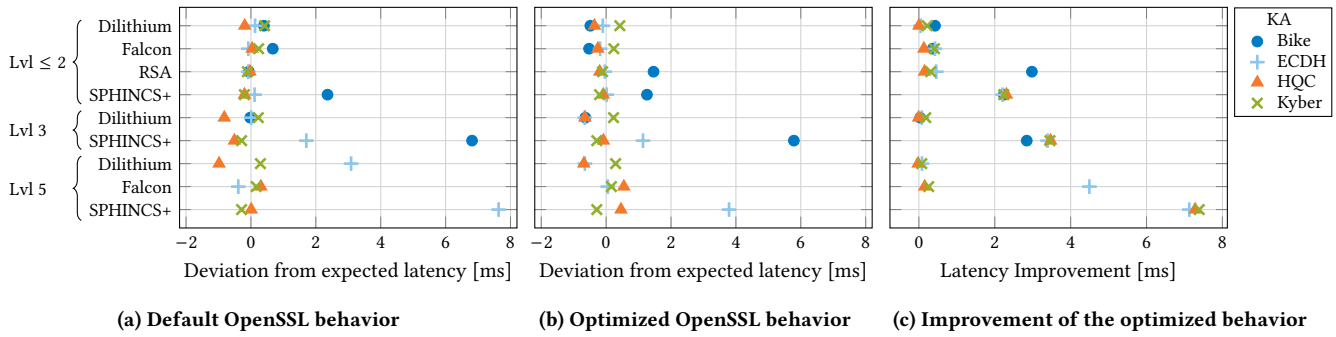 Lvl ≤ 2
Lvl 3
Lvl 5
Dilithium
Falcon
RSA
SPHINCS+
Dilithium
SPHINCS+
Dilithium
Falcon
SPHINCS+
−2 0 2 4 6 8
Deviation from expected latency [ms]
(a) Default OpenSSL behavior
−2 0 2 4 6 8
Deviation from expected latency [ms]
(b) Optimized OpenSSL behavior
0 2 4 6 8
Latency Improvement [ms]
(c) Improvement of the optimized behavior
KA
Bike
ECDH
HQC
Kyber